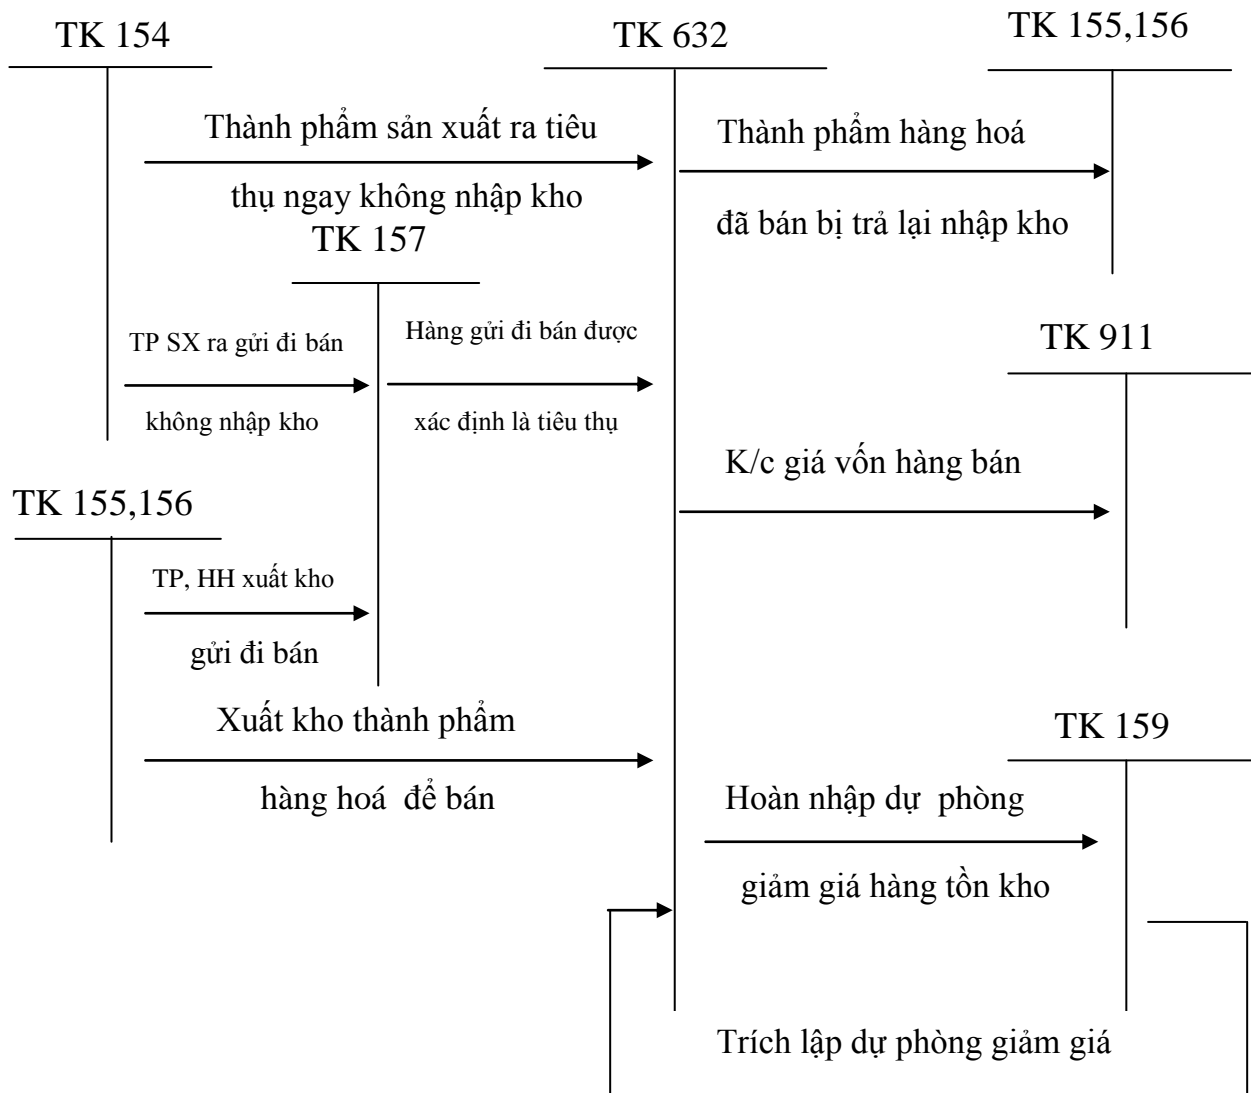 TK 154
TK 632
TK 155,156
Thành phẩm sản xuất ra tiêu
thụ ngay không nhập kho
Thành phẩm hàng hoá
đã bán bị trả lại nhập kho
TK 157
TP SX ra gửi đi bán
không nhập kho
Hàng gửi đi bán được
xác định là tiêu thụ
TK 911
K/c giá vốn hàng bán
TK 155,156
TP, HH xuất kho
gửi đi bán
Xuất kho thành phẩm
hàng hoá để bán
TK 159
Hoàn nhập dự phòng
giảm giá hàng tồn kho
Trích lập dự phòng giảm giá